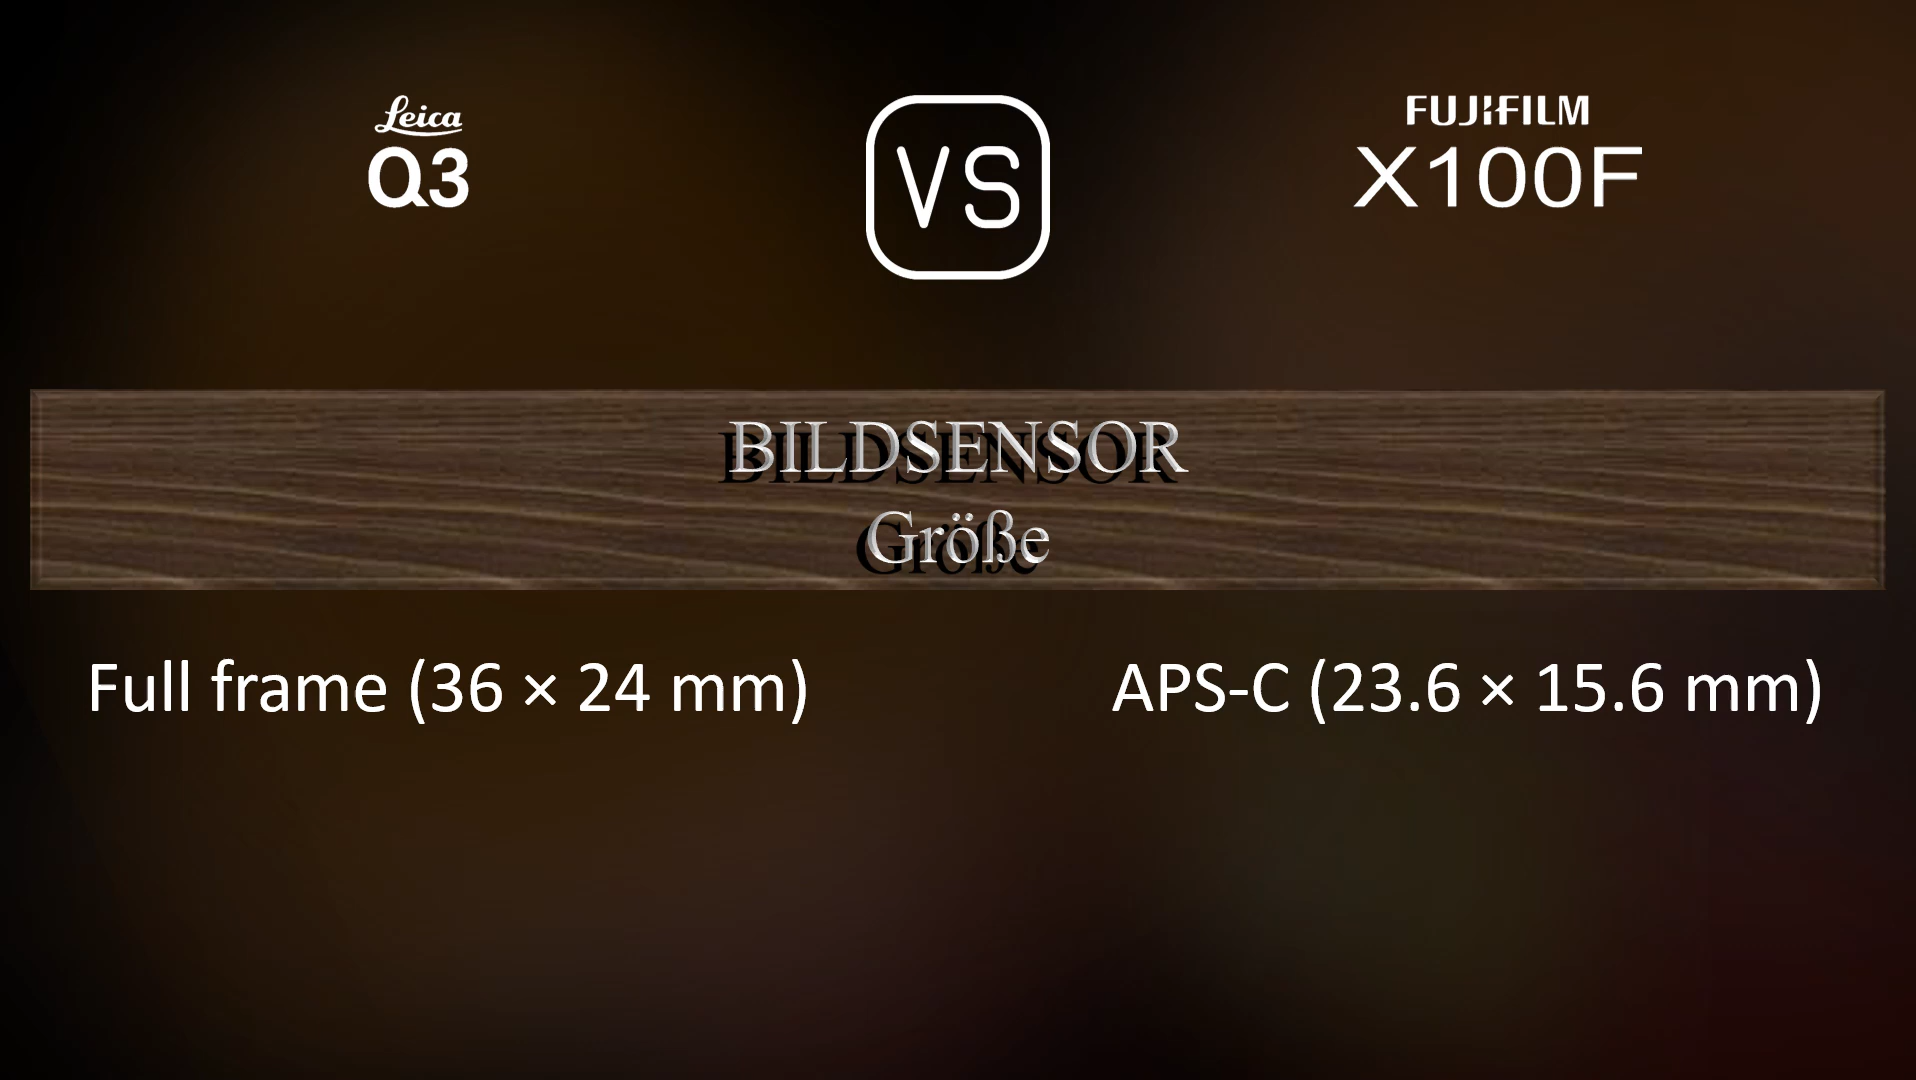 Leica
Q3
VS
FUJIFILM
X100F
BILDSENSOR
Größe
Full frame (36 × 24 mm)
APS-C (23.6 × 15.6 mm)